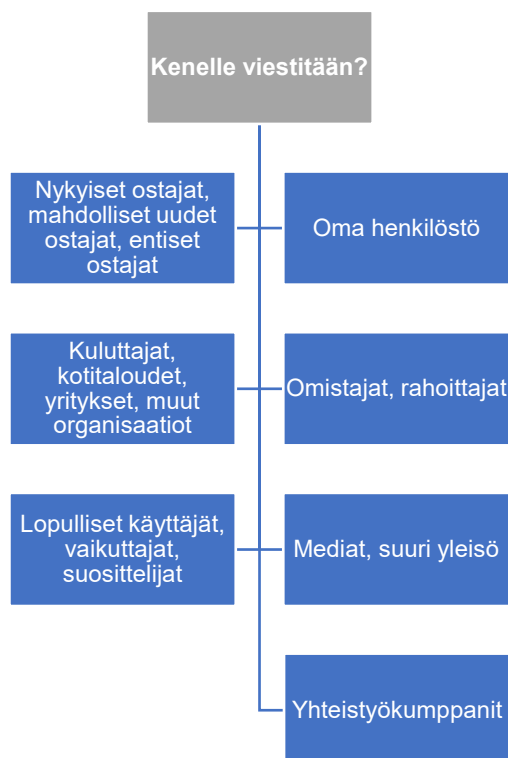 Kenelle viestitään?
Nykyiset ostajat,
mahdolliset uudet
ostajat, entiset
ostajat
Oma henkilöstö
Kuluttajat,
kotitaloudet,
yritykset, muut
organisaatiot
Omistajat, rahoittajat
Lopulliset käyttäjät,
vaikuttajat,
suosittelijat
Mediat, suuri yleisö
Yhteistyökumppanit